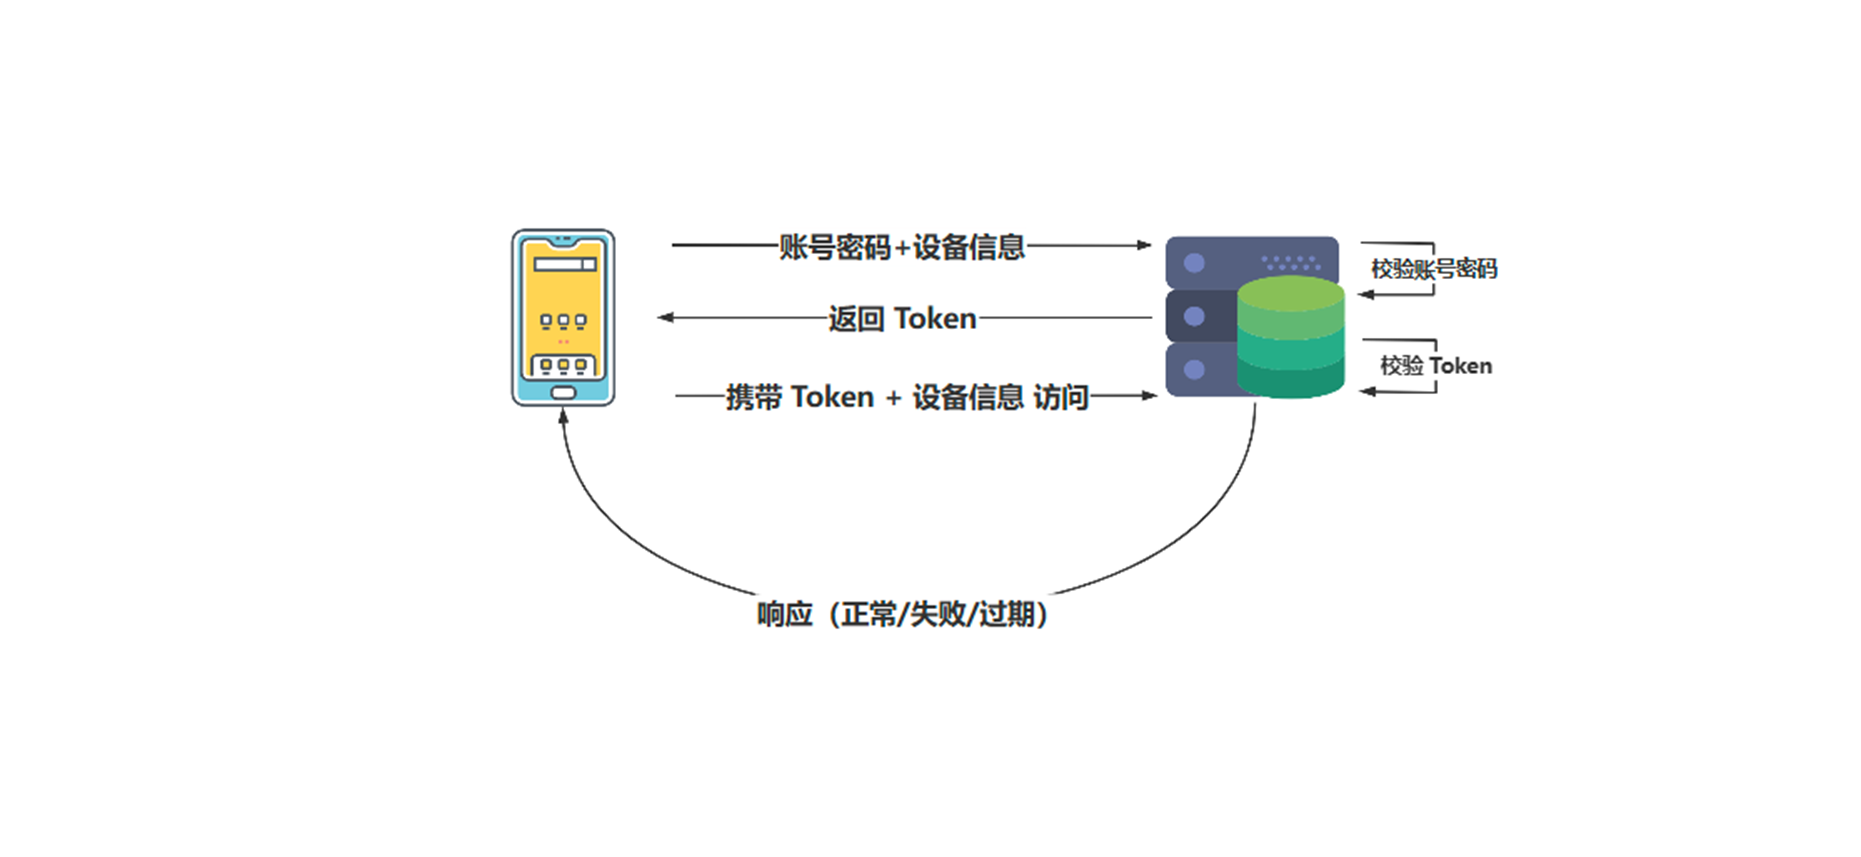 账号密码+设备信息
校验账号密码
返回 Token
校验 Token
携带 Token + 设备信息 访问
响应（正常/失败/过期）